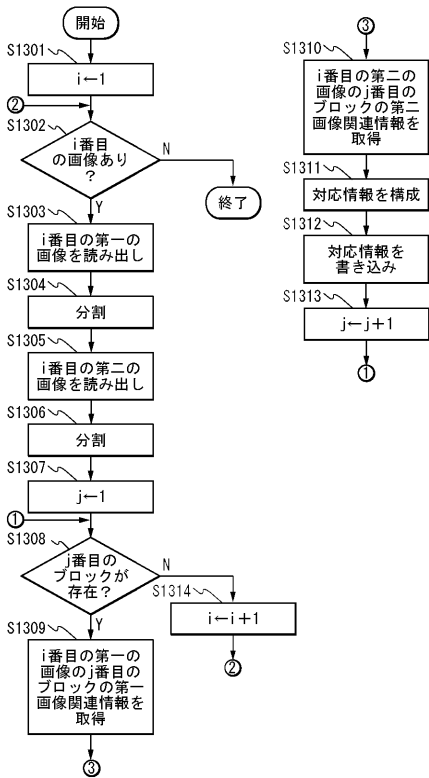 開始
S1301
i←1
②
S1302
i番目
の画像あり
?
N
終了
Y
S1303
i番目の第一の
画像を読み出し
S1304
分割
S1305
i番目の第二の
画像を読み出し
S1306
分割
S1307
j←1
①
S1308
j番目の
ブロックが
存在?
N
S1314
i←i+1
②
Y
S1309
i番目の第一の
画像のj番目の
ブロックの第一
画像関連情報を
取得
③
③
S1310
i番目の第二の
画像のj番目の
ブロックの第二
画像関連情報を
取得
S1311
対応情報を構成
S1312
対応情報を
書き込み
S1313
j←j+1
①